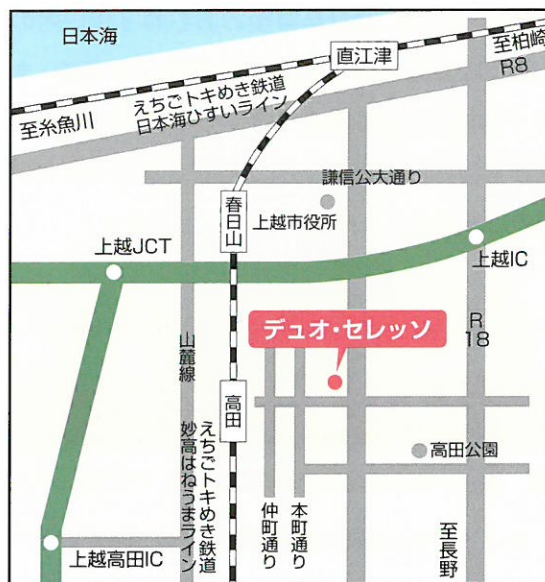 日本海
直江津
至柏崎
R8
えちごトキめき鉄道
日本海ひすいライン
至糸魚川
謙信公大通り
春日山
上越市役所
上越JCT
上越IC
デュオ・セレッソ
R
18
山麓線
高田
高田公園
えちごトキめき鉄道
妙高はねうまライン
仲町通り
本町通り
至長野
上越高田IC